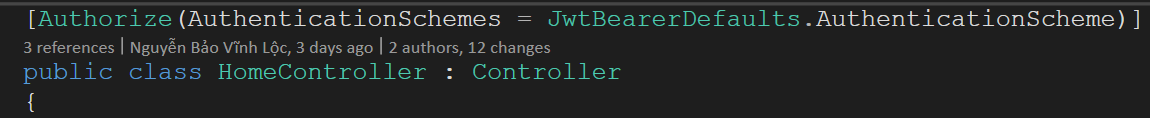 [Authorize(AuthenticationSchemes = JwtBearerDefaults.AuthenticationScheme)]
3 references | Nguyễn Bảo Vĩnh Lộc, 3 days ago | 2 authors, 12 changes
public class HomeController : Controller
{